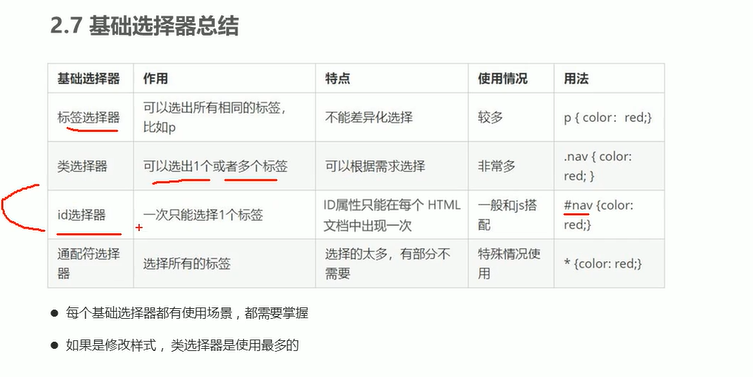 2.7 基础选择器总结
基础选择器 作用 特点 使用情况 用法
标签选择器 可以选出所有相同的标签，比如p 不能差异化选择 较多 p { color：red;}
类选择器 可以选出1个或者多个标签 可以根据需求选择 非常多 .nav { color: red; }
id选择器 一次只能选择1个标签 ID属性只能在每个 HTML 文档中出现一次 一般和js搭配 #nav {color: red;}
通配符选择器 选择所有的标签 选择的太多，有部分不需要 特殊情况使用 * {color: red;}
● 每个基础选择器都有使用场景，都需要掌握
● 如果是修改样式，类选择器是使用最多的